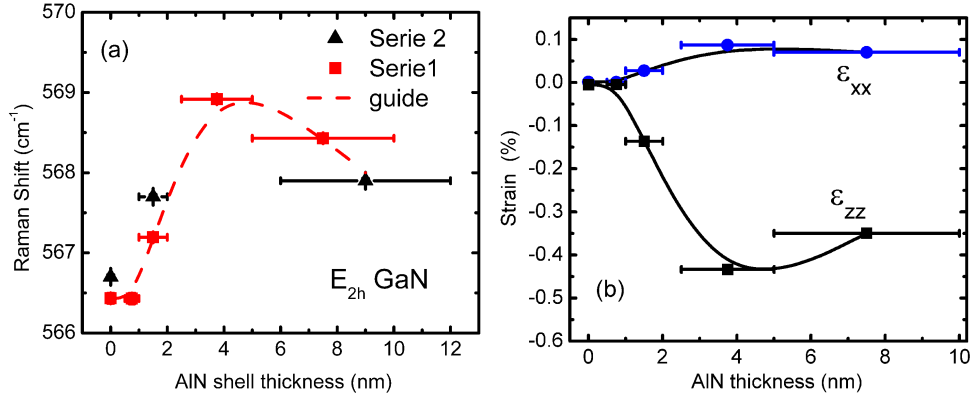 (a)
Serie 2
Serie1
guide
570
569
568
567
566
Raman Shift (cm⁻¹)
E₂ₕ GaN
0 2 4 6 8 10 12
AlN shell thickness (nm)
0.1
0.0
-0.1
-0.2
-0.3
-0.4
-0.5
-0.6
Strain (%)
εₓₓ
ε_zz
(b)
0 2 4 6 8 10
AlN thickness (nm)